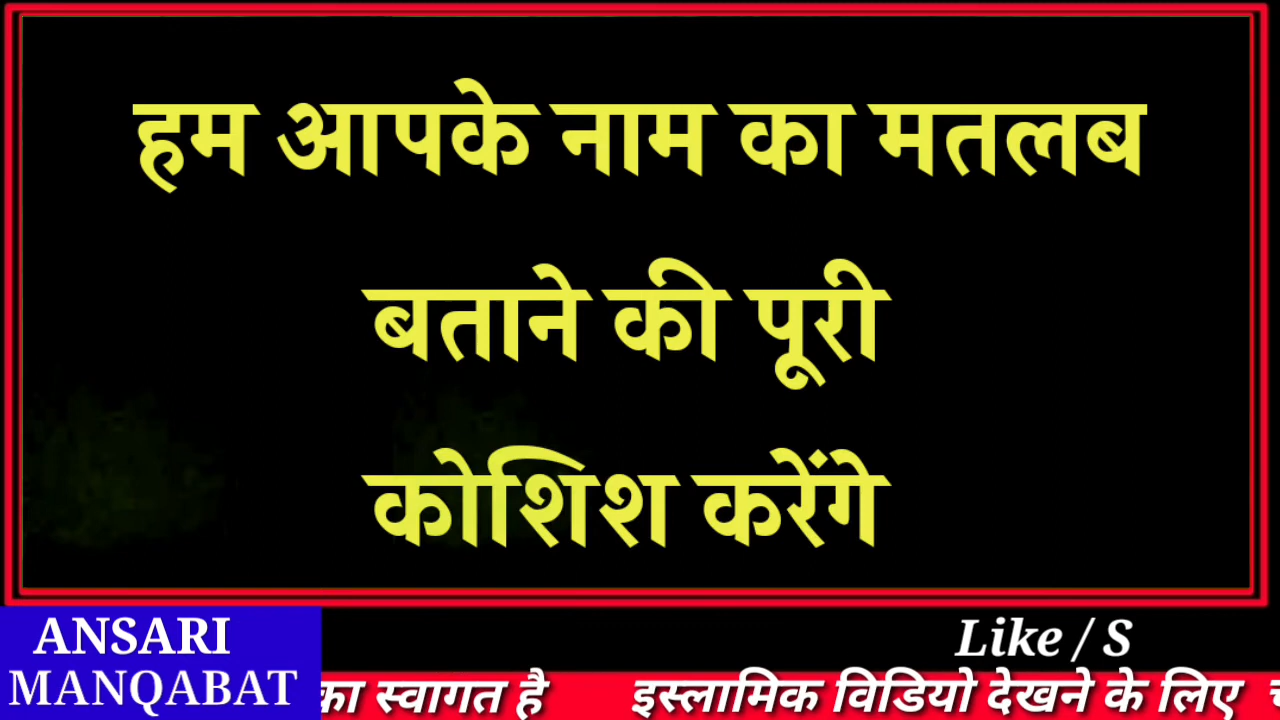 हम आपके नाम का मतलब
बताने की पूरी
कोशिश करेंगे
ANSARI
MANQABAT
Like / S
का स्वागत है इस्लामिक विडियो देखने के लिए